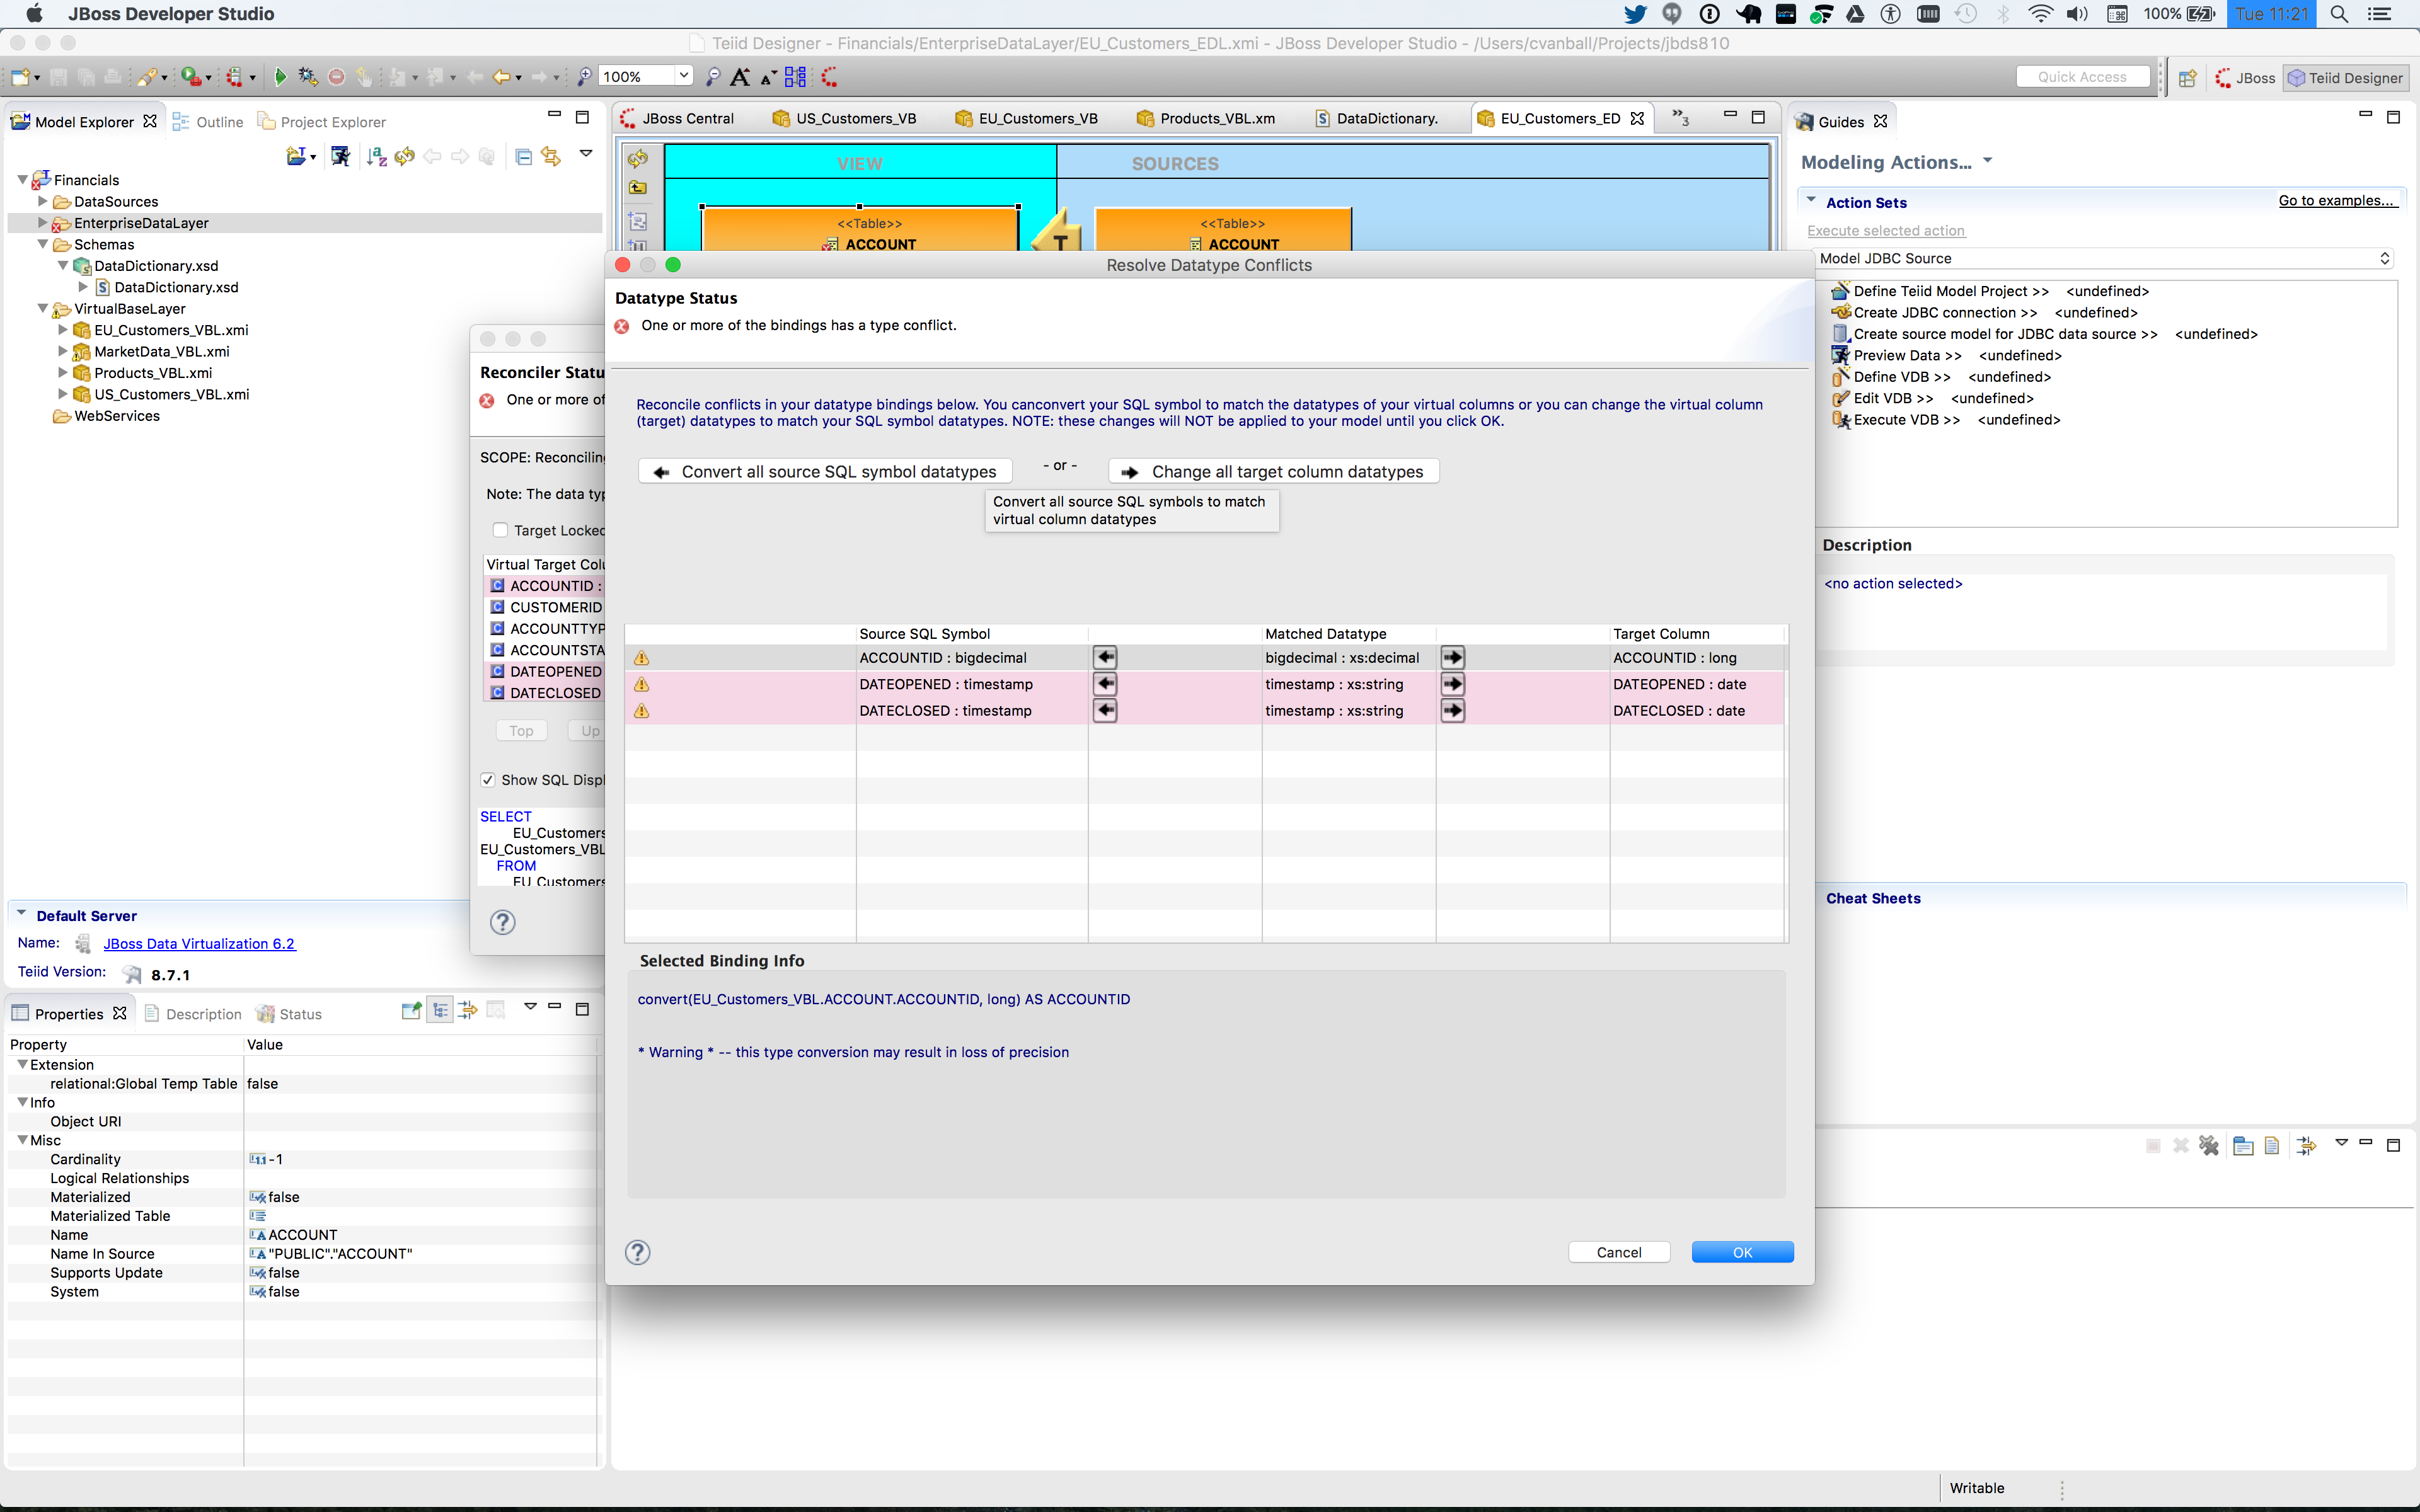 JBoss Developer Studio
100%
Tue 11:21
Teiid Designer - Financials/EnterpriseDataLayer/EU_Customers_EDL.xmi - JBoss Developer Studio - /Users/cvanball/Projects/jbds810
100%
Quick Access
JBoss
Teiid Designer
Model Explorer
Outline
Project Explorer
Financials
DataSources
EnterpriseDataLayer
Schemas
DataDictionary.xsd
DataDictionary.xsd
VirtualBaseLayer
EU_Customers_VBL.xmi
MarketData_VBL.xmi
Products_VBL.xmi
US_Customers_VBL.xmi
WebServices
JBoss Central
US_Customers_VB
EU_Customers_VB
Products_VBL.xm
DataDictionary.
EU_Customers_ED
»3
VIEW
SOURCES
<<Table>>
ACCOUNT
T
<<Table>>
ACCOUNT
Guides
Modeling Actions...
Action Sets
Go to examples...
Execute selected action
Model JDBC Source
Define Teiid Model Project >> <undefined>
Create JDBC connection >> <undefined>
Create source model for JDBC data source >> <undefined>
Preview Data >> <undefined>
Define VDB >> <undefined>
Edit VDB >> <undefined>
Execute VDB >> <undefined>
Description
<no action selected>
Cheat Sheets
Reconciler Statu
One or more of
SCOPE: Reconciling
Note: The data typ
Target Locked
Virtual Target Colu
ACCOUNTID :
CUSTOMERID
ACCOUNTTYP
ACCOUNTSTA
DATEOPENED
DATECLOSED
Top
Up
Show SQL Displ
SELECT
EU_Customers
EU_Customers_VBL
FROM
EU_Customers
?
Resolve Datatype Conflicts
Datatype Status
One or more of the bindings has a type conflict.
Reconcile conflicts in your datatype bindings below. You canconvert your SQL symbol to match the datatypes of your virtual columns or you can change the virtual column
(target) datatypes to match your SQL symbol datatypes. NOTE: these changes will NOT be applied to your model until you click OK.
Convert all source SQL symbol datatypes
- or -
Change all target column datatypes
Convert all source SQL symbols to match
virtual column datatypes
Source SQL Symbol
Matched Datatype
Target Column
ACCOUNTID : bigdecimal
bigdecimal : xs:decimal
ACCOUNTID : long
DATEOPENED : timestamp
timestamp : xs:string
DATEOPENED : date
DATECLOSED : timestamp
timestamp : xs:string
DATECLOSED : date
Selected Binding Info
convert(EU_Customers_VBL.ACCOUNT.ACCOUNTID, long) AS ACCOUNTID
* Warning * -- this type conversion may result in loss of precision
?
Cancel
OK
Default Server
Name: JBoss Data Virtualization 6.2
Teiid Version: 8.7.1
Properties
Description
Status
Property
Value
Extension
relational:Global Temp Table
false
Info
Object URI
Misc
Cardinality
-1
Logical Relationships
Materialized
false
Materialized Table
Name
ACCOUNT
Name In Source
"PUBLIC"."ACCOUNT"
Supports Update
false
System
false
Writable